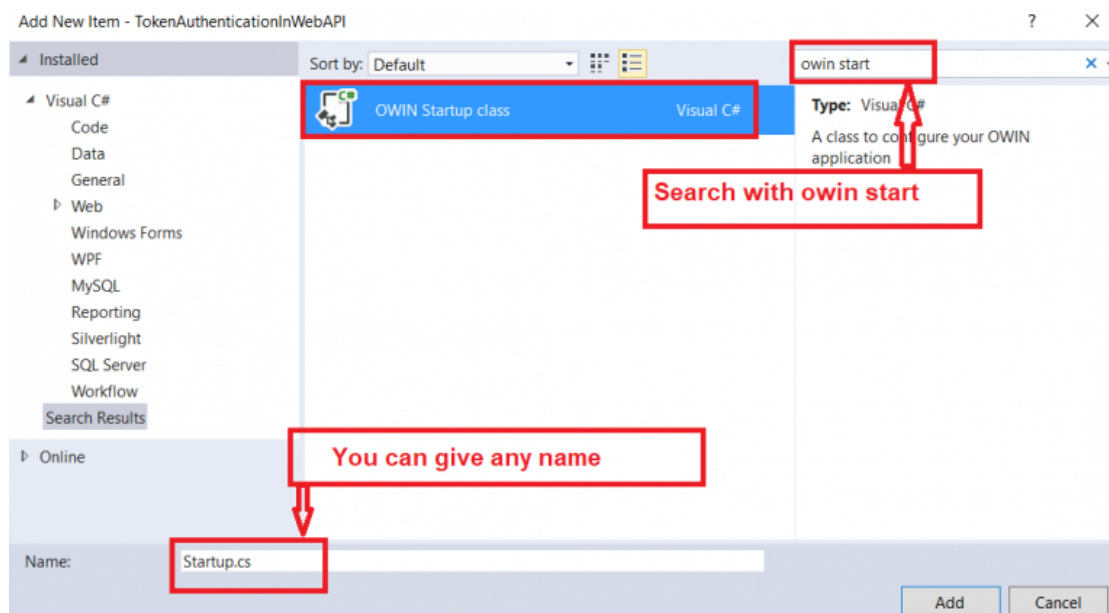 Add New Item - TokenAuthenticationInWebAPI
?
Installed
Sort by: Default
owin start
Visual C#
Code
Data
General
Web
Windows Forms
WPF
MySQL
Reporting
Silverlight
SQL Server
Workflow
Search Results
Online
C#
OWIN Startup class Visual C#
Type: Visual C#
A class to configure your OWIN
application
Search with owin start
You can give any name
Name: Startup.cs
Add Cancel